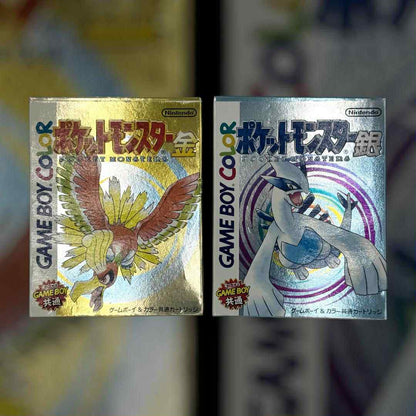 Nintendo
ポケットモンスター金
POCKET MONSTERS
GAME BOY COLOR
GAME BOY
共通
ゲームボーイ&カラー共通カートリッジ
Nintendo
ポケットモンスター銀
POCKET MONSTERS
GAME BOY COLOR
GAME BOY
共通
ゲームボーイ&カラー共通カートリッジ